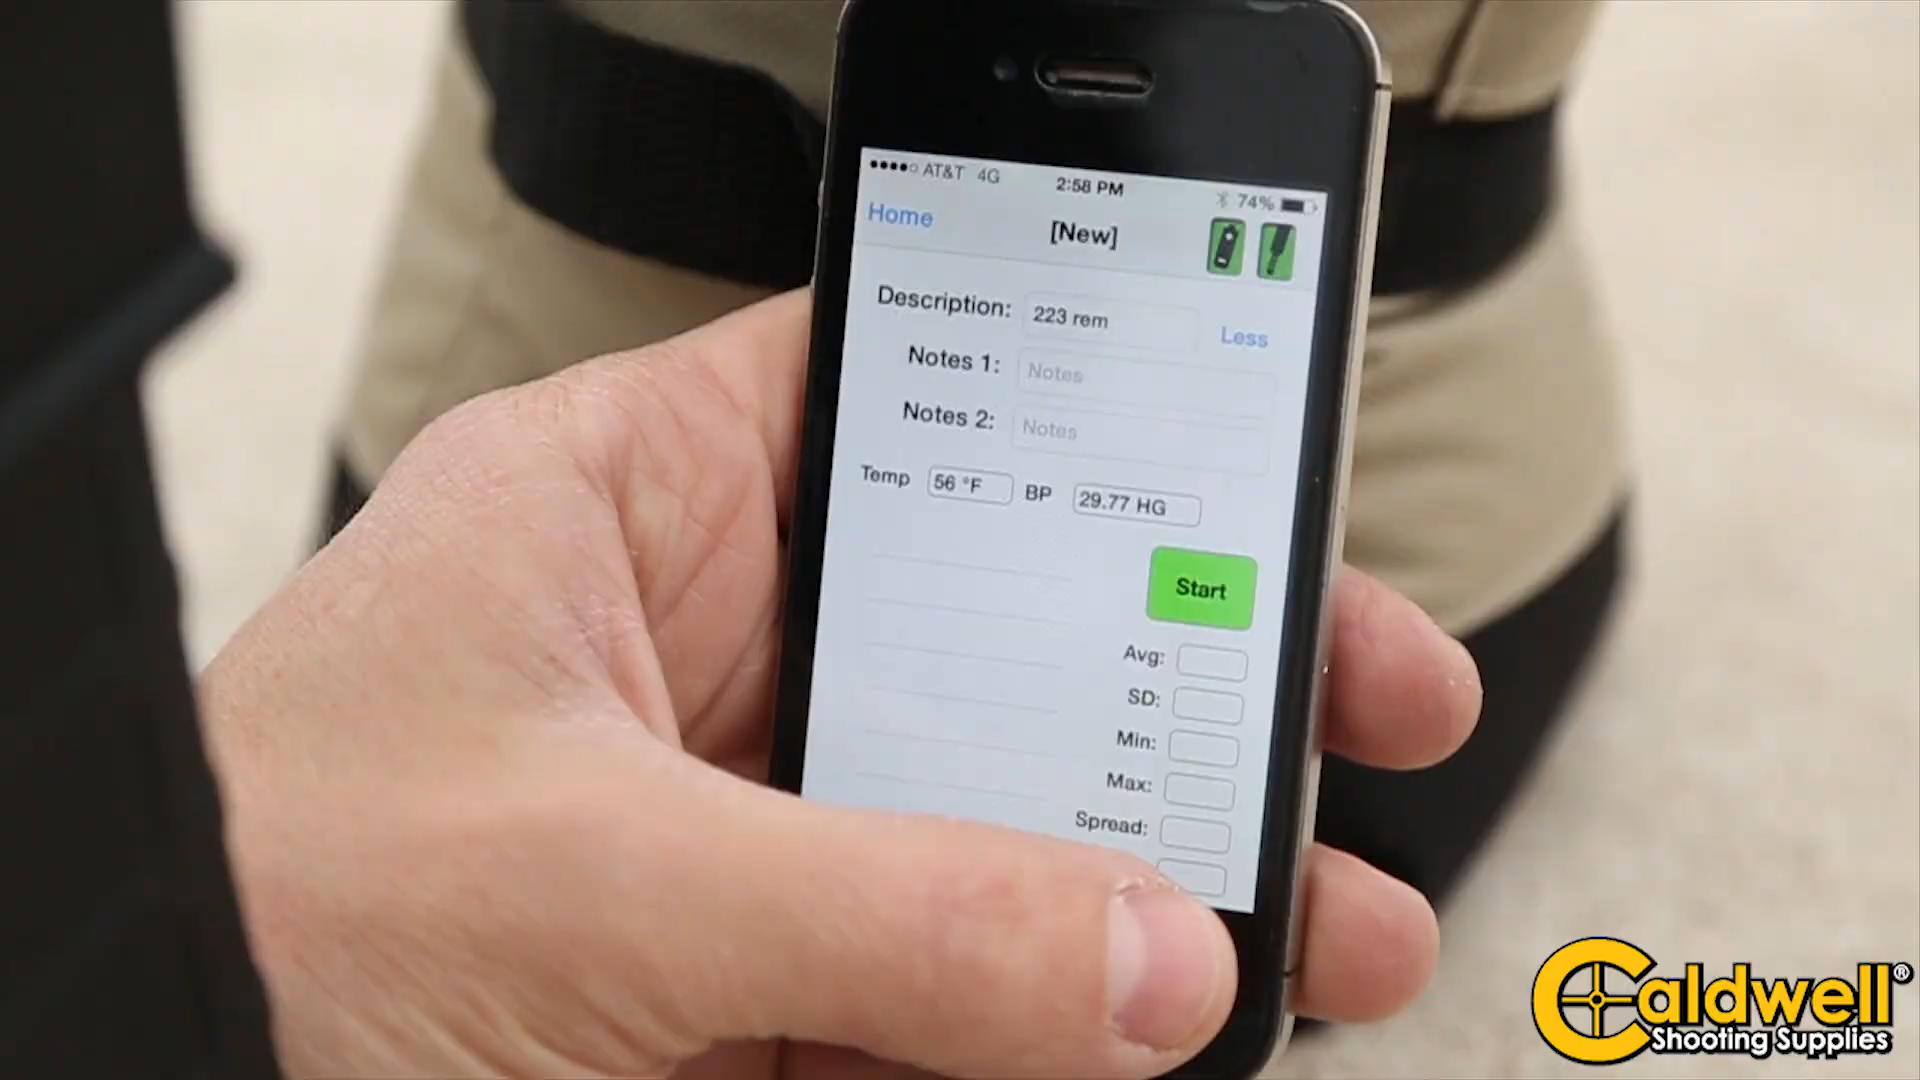 AT&T 4G 2:58 PM 74%
Home [New]
Description: 223 rem Less
Notes 1: Notes
Notes 2: Notes
Temp 56 °F BP 29.77 HG
Start
Avg:
SD:
Min:
Max:
Spread:
Caldwell®
Shooting Supplies